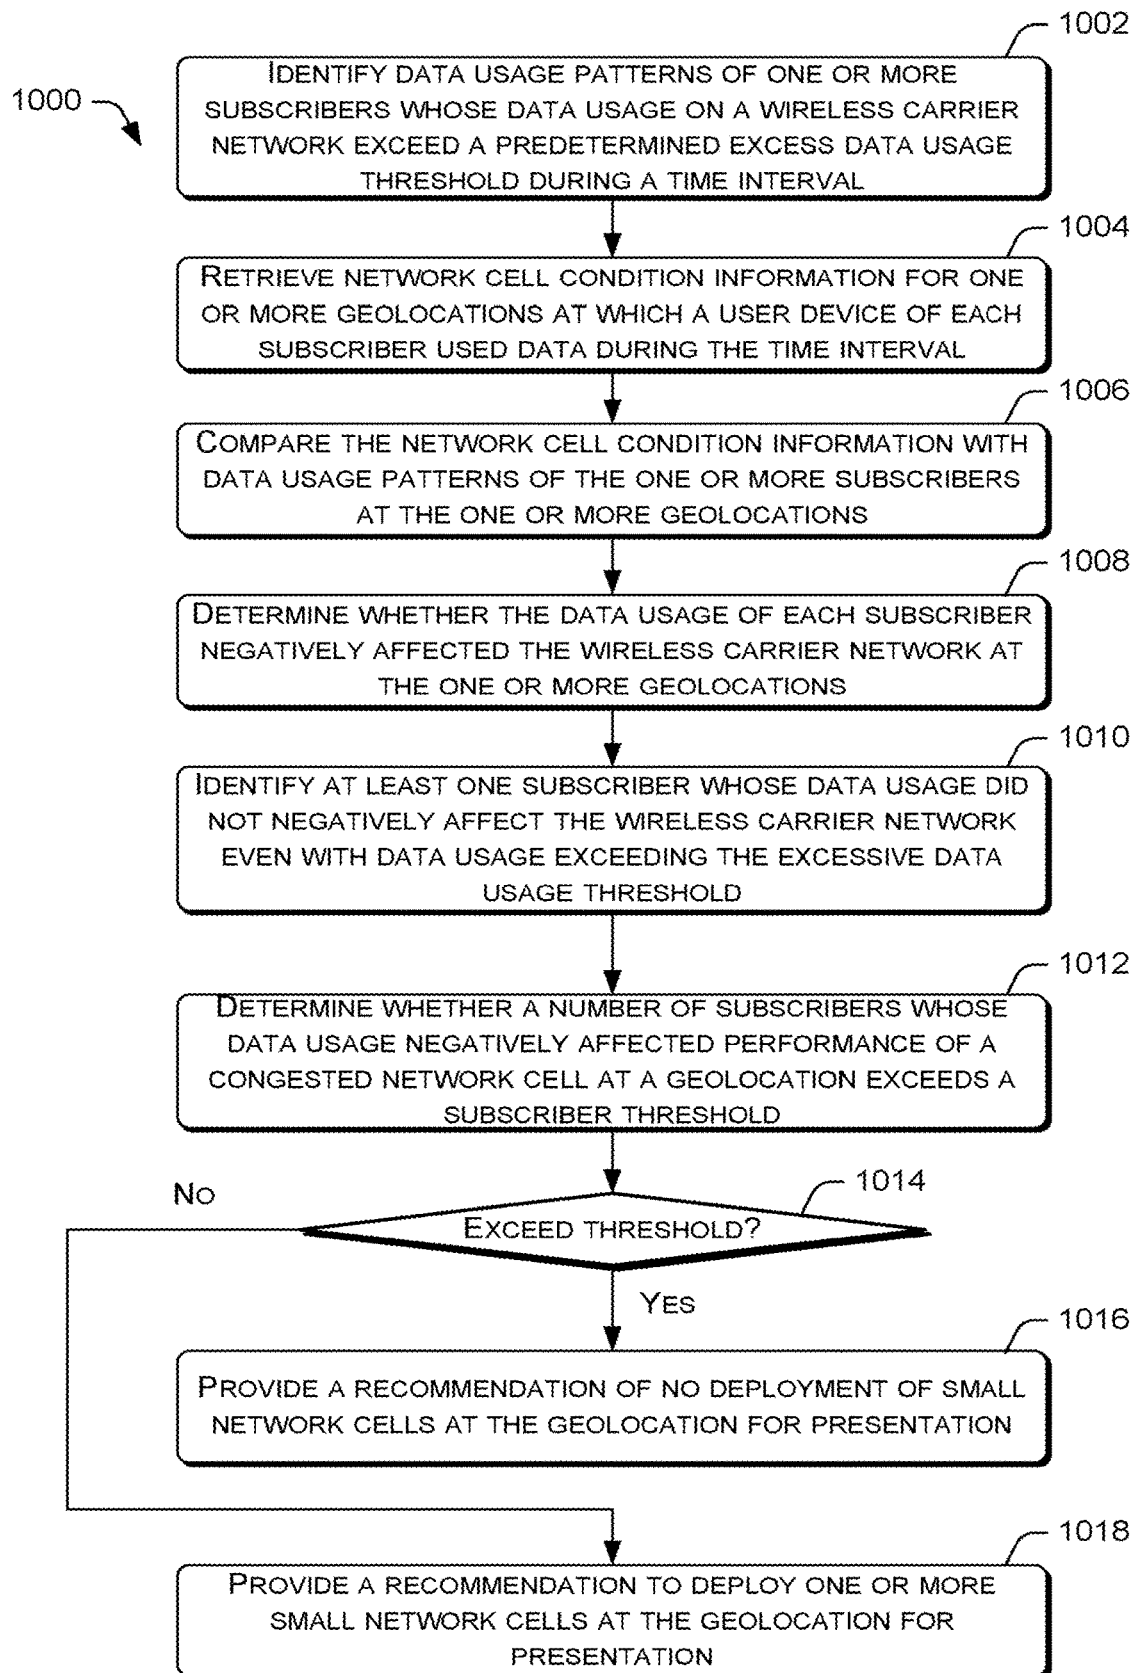 1002
1000
IDENTIFY DATA USAGE PATTERNS OF ONE OR MORE
SUBSCRIBERS WHOSE DATA USAGE ON A WIRELESS CARRIER
NETWORK EXCEED A PREDETERMINED EXCESS DATA USAGE
THRESHOLD DURING A TIME INTERVAL
1004
RETRIEVE NETWORK CELL CONDITION INFORMATION FOR ONE
OR MORE GEOLOCATIONS AT WHICH A USER DEVICE OF EACH
SUBSCRIBER USED DATA DURING THE TIME INTERVAL
1006
COMPARE THE NETWORK CELL CONDITION INFORMATION WITH
DATA USAGE PATTERNS OF THE ONE OR MORE SUBSCRIBERS
AT THE ONE OR MORE GEOLOCATIONS
1008
DETERMINE WHETHER THE DATA USAGE OF EACH SUBSCRIBER
NEGATIVELY AFFECTED THE WIRELESS CARRIER NETWORK AT
THE ONE OR MORE GEOLOCATIONS
1010
IDENTIFY AT LEAST ONE SUBSCRIBER WHOSE DATA USAGE DID
NOT NEGATIVELY AFFECT THE WIRELESS CARRIER NETWORK
EVEN WITH DATA USAGE EXCEEDING THE EXCESSIVE DATA
USAGE THRESHOLD
1012
DETERMINE WHETHER A NUMBER OF SUBSCRIBERS WHOSE
DATA USAGE NEGATIVELY AFFECTED PERFORMANCE OF A
CONGESTED NETWORK CELL AT A GEOLOCATION EXCEEDS A
SUBSCRIBER THRESHOLD
1014
NO
EXCEED THRESHOLD?
YES
1016
PROVIDE A RECOMMENDATION OF NO DEPLOYMENT OF SMALL
NETWORK CELLS AT THE GEOLOCATION FOR PRESENTATION
1018
PROVIDE A RECOMMENDATION TO DEPLOY ONE OR MORE
SMALL NETWORK CELLS AT THE GEOLOCATION FOR
PRESENTATION